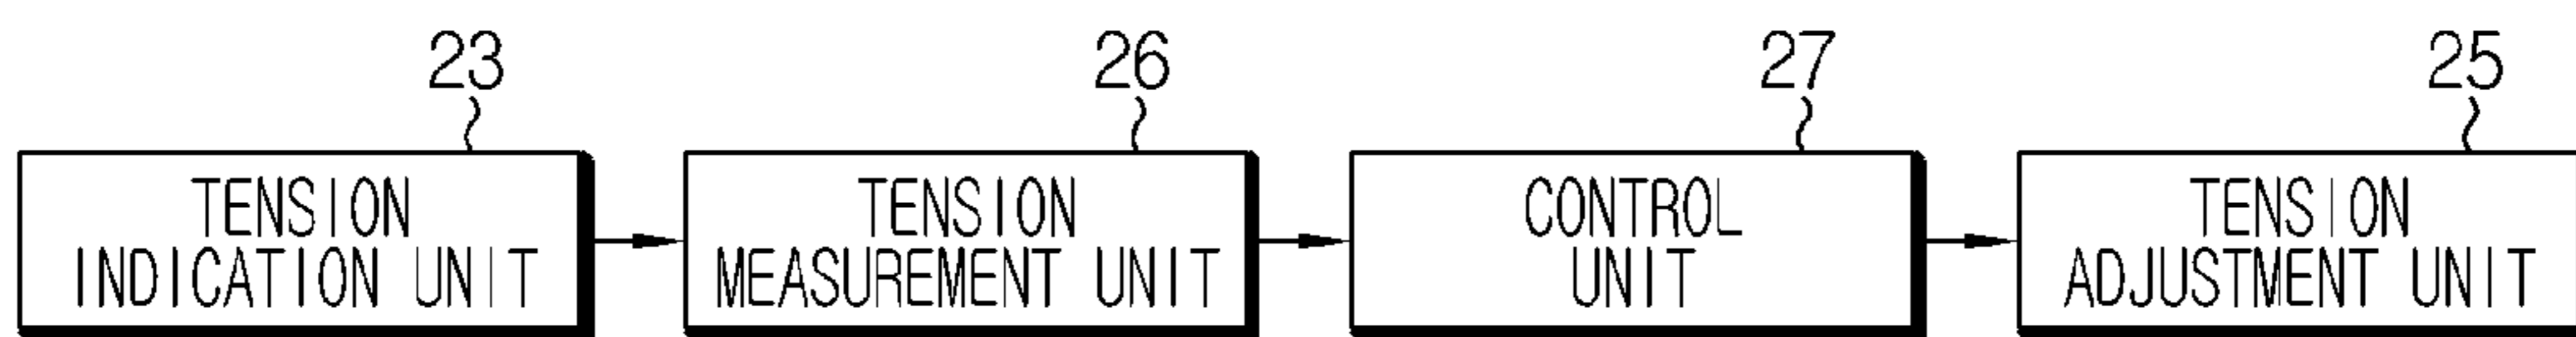 23
26
27
25
TENSION
INDICATION UNIT
TENSION
MEASUREMENT UNIT
CONTROL
UNIT
TENSION
ADJUSTMENT UNIT